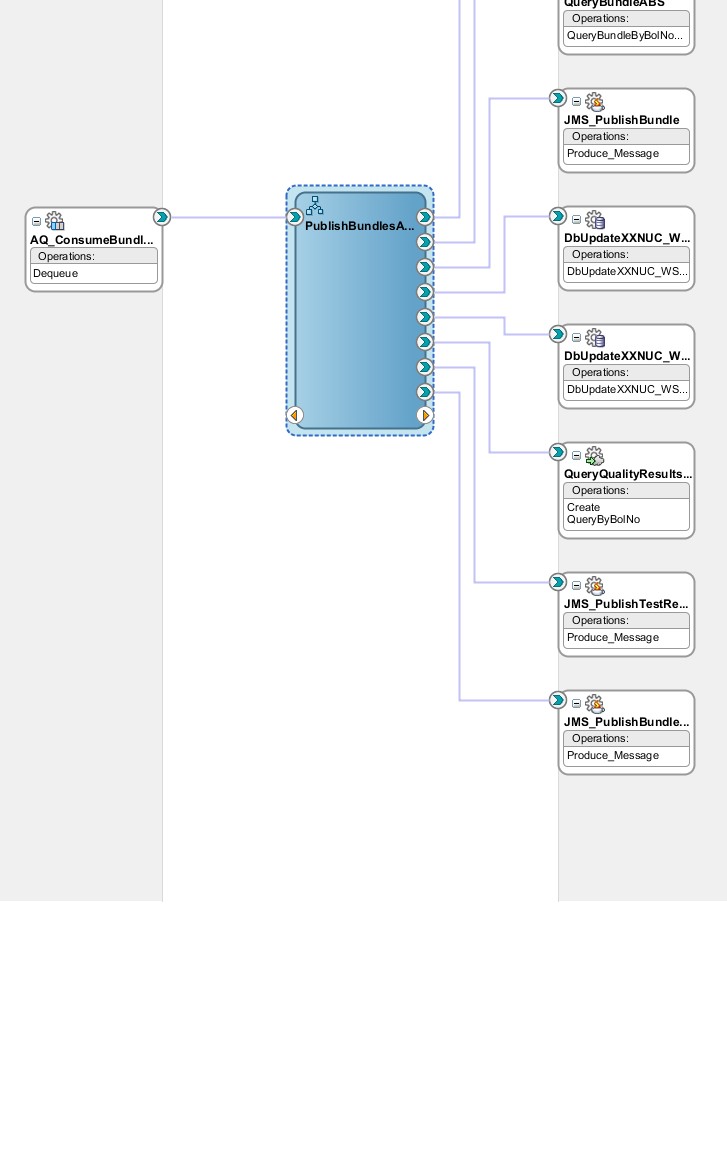 QueryBundleABS
Operations:
QueryBundleByBolNo...
JMS_PublishBundle
Operations:
Produce_Message
AQ_ConsumeBundl...
Operations:
Dequeue
PublishBundlesA...
DbUpdateXXNUC_W...
Operations:
DbUpdateXXNUC_WS...
DbUpdateXXNUC_W...
Operations:
DbUpdateXXNUC_WS...
QueryQualityResults...
Operations:
Create
QueryByBolNo
JMS_PublishTestRe...
Operations:
Produce_Message
JMS_PublishBundle...
Operations:
Produce_Message